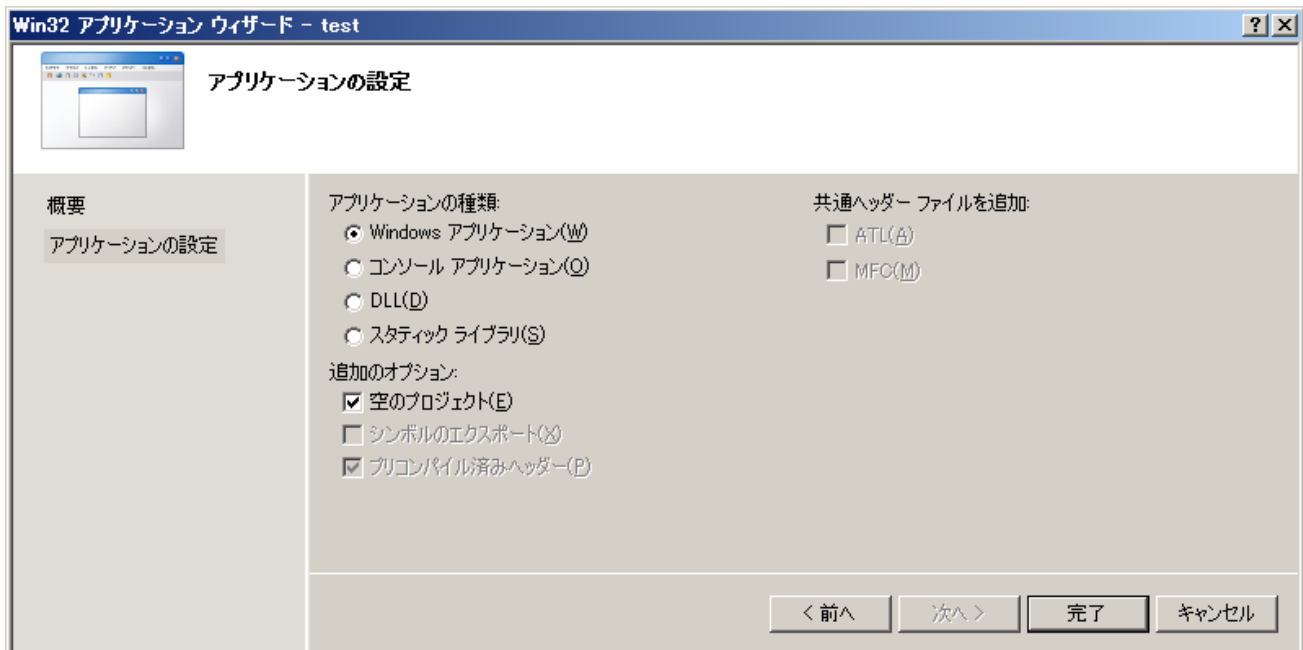 Win32 アプリケーション ウィザード - test
アプリケーションの設定
概要
アプリケーションの設定
アプリケーションの種類:
Windows アプリケーション(W)
コンソール アプリケーション(O)
DLL(D)
スタティック ライブラリ(S)
追加のオプション:
空のプロジェクト(E)
シンボルのエクスポート(X)
プリコンパイル済みヘッダー(P)
共通ヘッダー ファイルを追加:
ATL(A)
MFC(M)
< 前へ
次へ >
完了
キャンセル